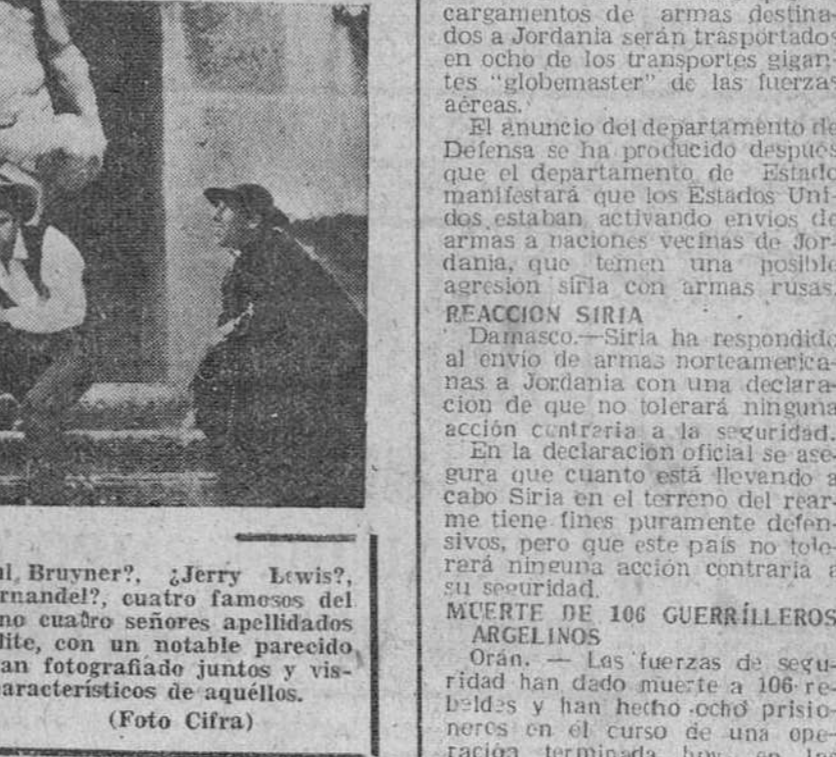 ul Bruyner?, ¿Jerry Lewis?,
ernandel?, cuatro famosos del
no cuatro señores apellidados
lite, con un notable parecido
an fotografiado juntos y vis-
aracterísticos de aquéllos.
(Foto Cifra)
cargamentos de armas destina-
dos a Jordania serán trasportados
en ocho de los transportes gigan-
tes "globemaster" de las fuerzas
aéreas.
El anuncio del departamento de
Defensa se ha producido después
que el departamento de Estado
manifestará que los Estados Uni-
dos estaban activando envios de
armas a naciones vecinas de Jor-
dania, que temen una posible
agresión siria con armas rusas.
REACCION SIRIA
Damasco.—Siria ha respondido
al envío de armas norteamerica-
nas a Jordania con una declara-
cion de que no tolerará ninguna
acción contraria a la seguridad.
En la declaración oficial se ase-
gura que cuanto está llevando a
cabo Siria en el terreno del rear-
me tiene fines puramente defen-
sivos, pero que este país no tole-
rará ninguna acción contraria a
su seguridad.
MUERTE DE 106 GUERRILLEROS
ARGELINOS
Orán. — Las fuerzas de segu-
ridad han dado muerte a 106 re-
beldes y han hecho ocho prisio-
neros en el curso de una ope-
ración terminada hoy en los